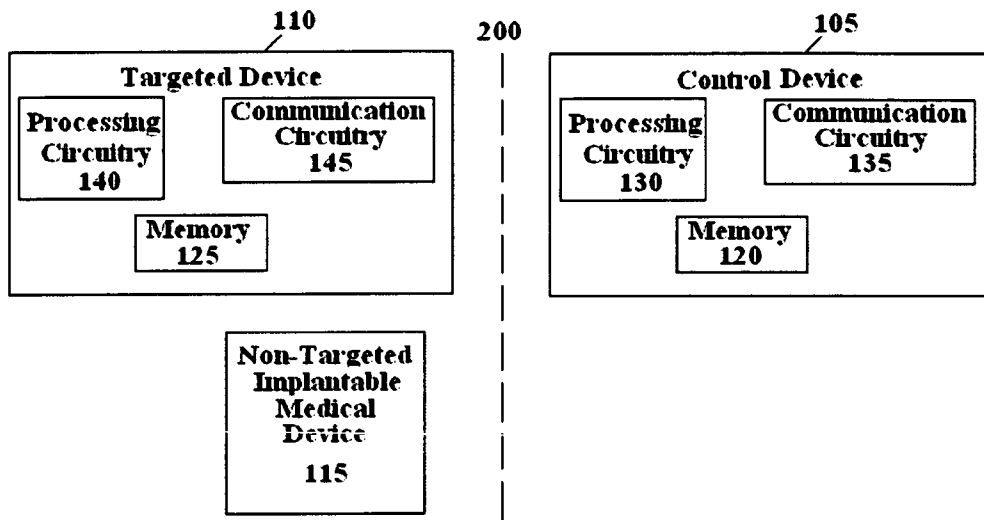 110
200
105
Targeted Device
Processing
Circuitry
140
Communication
Circuitry
145
Memory
125
Control Device
Processing
Circuitry
130
Communication
Circuitry
135
Memory
120
Non-Targeted
Implantable
Medical
Device
115